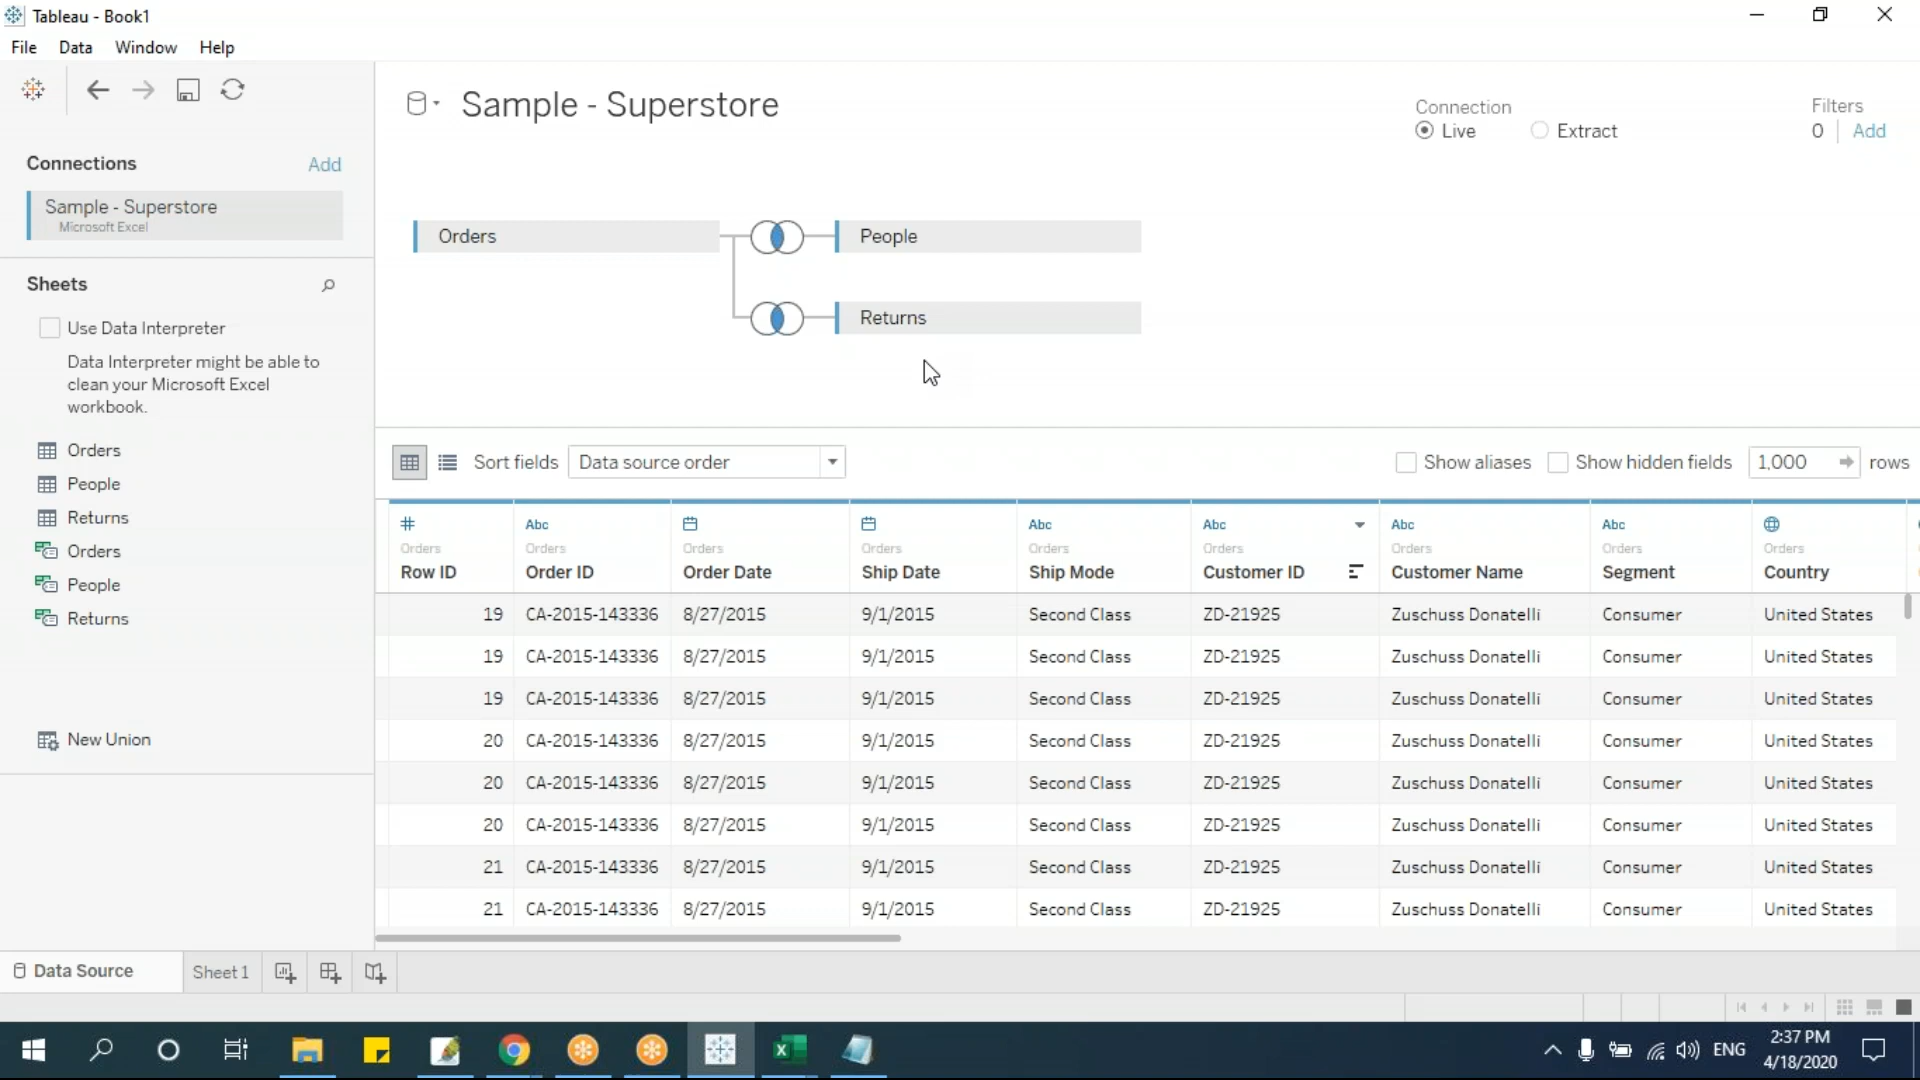 Tableau - Book1
File Data Window Help
Sample - Superstore
Connection
Live Extract
Filters
0 Add
Connections Add
Sample - Superstore
Microsoft Excel
Sheets
Use Data Interpreter
Data Interpreter might be able to
clean your Microsoft Excel
workbook.
Orders
People
Returns
Orders
People
Returns
New Union
Orders
People
Returns
Sort fields Data source order
Show aliases Show hidden fields 1,000 rows
# Abc Abc Abc Abc Abc
Orders Orders Orders Orders Orders Orders Orders Orders Orders
Row ID Order ID Order Date Ship Date Ship Mode Customer ID Customer Name Segment Country
19 CA-2015-143336 8/27/2015 9/1/2015 Second Class ZD-21925 Zuschuss Donatelli Consumer United States
19 CA-2015-143336 8/27/2015 9/1/2015 Second Class ZD-21925 Zuschuss Donatelli Consumer United States
19 CA-2015-143336 8/27/2015 9/1/2015 Second Class ZD-21925 Zuschuss Donatelli Consumer United States
20 CA-2015-143336 8/27/2015 9/1/2015 Second Class ZD-21925 Zuschuss Donatelli Consumer United States
20 CA-2015-143336 8/27/2015 9/1/2015 Second Class ZD-21925 Zuschuss Donatelli Consumer United States
20 CA-2015-143336 8/27/2015 9/1/2015 Second Class ZD-21925 Zuschuss Donatelli Consumer United States
21 CA-2015-143336 8/27/2015 9/1/2015 Second Class ZD-21925 Zuschuss Donatelli Consumer United States
21 CA-2015-143336 8/27/2015 9/1/2015 Second Class ZD-21925 Zuschuss Donatelli Consumer United States
Data Source Sheet 1
ENG
2:37 PM
4/18/2020